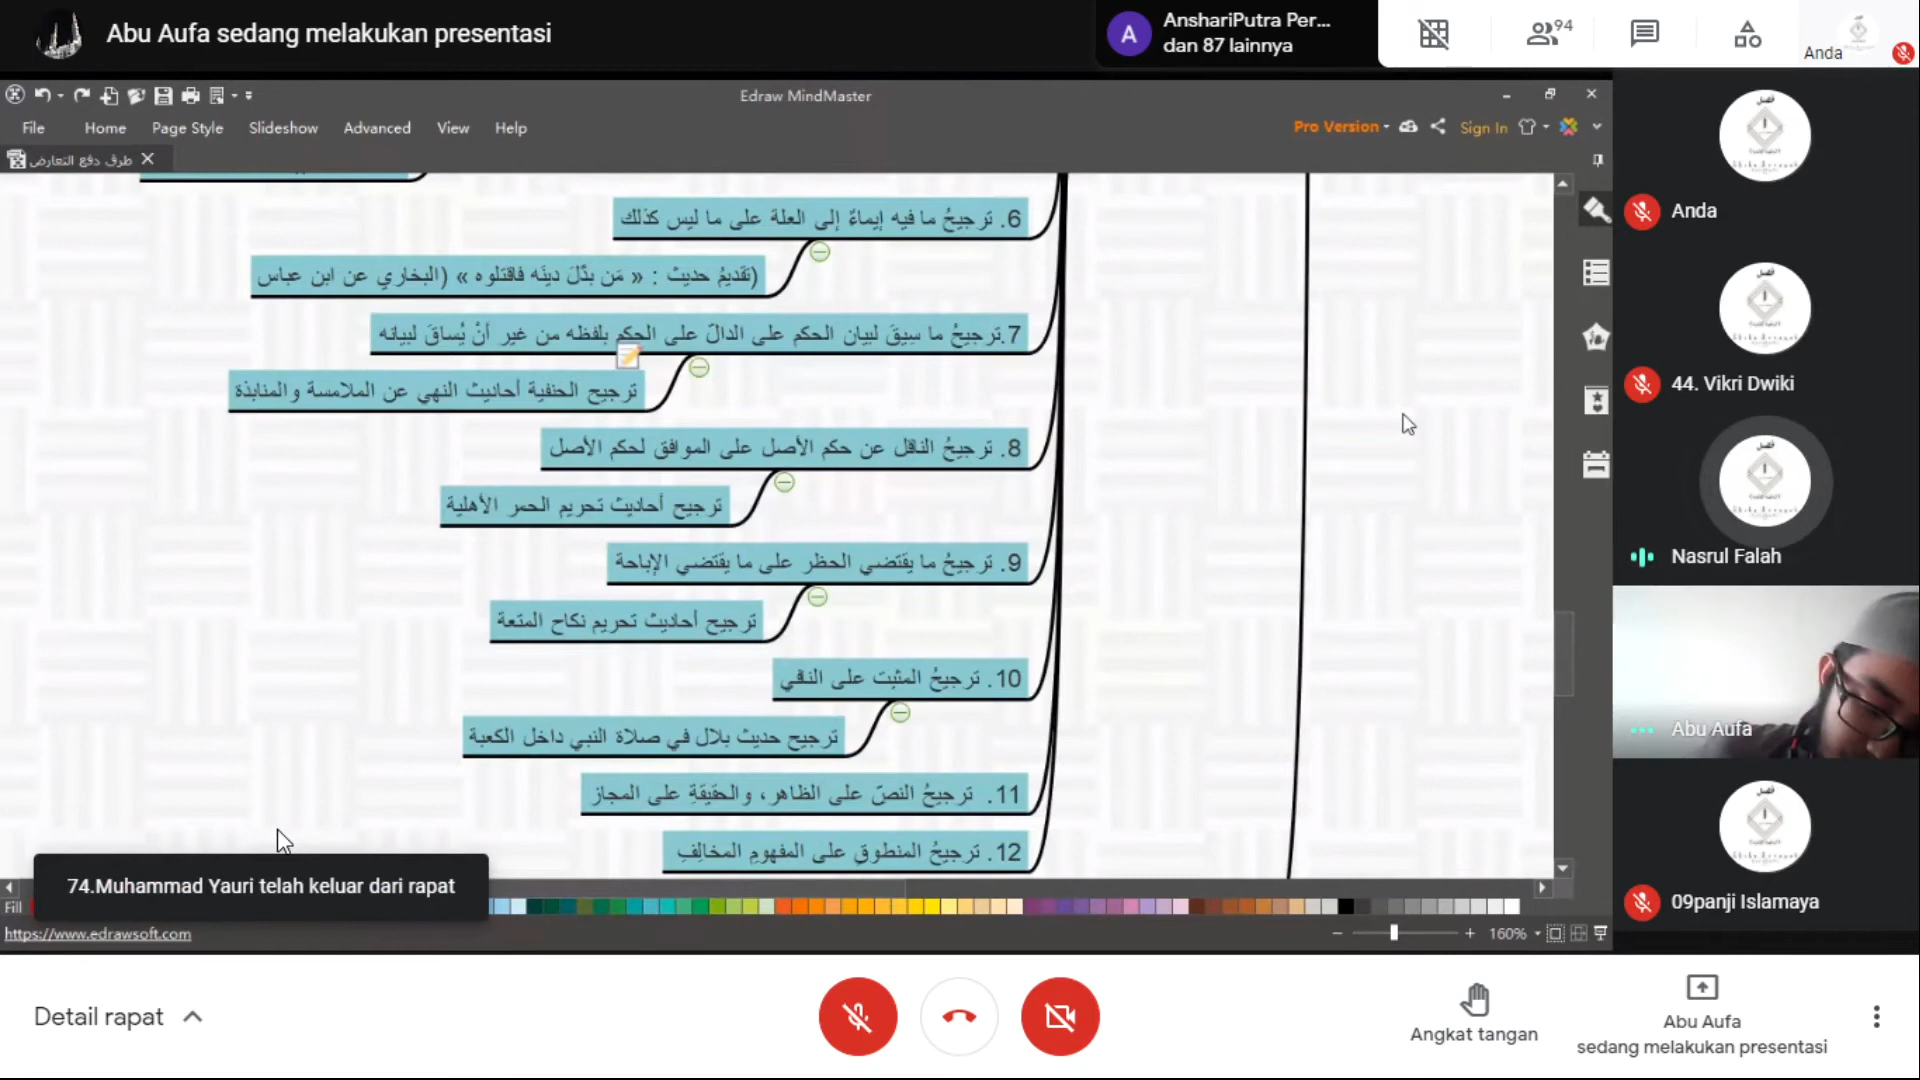 Abu Aufa sedang melakukan presentasi
A
AnshariPutra Per...
dan 87 lainnya
94
Anda
Edraw MindMaster
File Home Page Style Slideshow Advanced View Help
Pro Version
Sign In
طرق دفع التعارض
6. ترجيحُ ما فيه إيماءٌ إلى العلة على ما ليس كذلك
(تقديمُ حديث : « مَن بدَّلَ دينَه فاقتلوه » (البخاري عن ابن عباس
7.ترجيحُ ما سِيقَ لبيان الحكم على الدالّ على الحكم بلفظه من غير أنْ يُساقَ لبيانه
ترجيح الحنفية أحاديث النهي عن الملامسة والمنابذة
8. ترجيحُ الناقل عن حكم الأصل على الموافق لحكم الأصل
ترجيح أحاديث تحريم الحمر الأهلية
9. ترجيحُ ما يقتضي الحظر على ما يقتضي الإباحة
ترجيح أحاديث تحريم نكاح المتعة
10. ترجيحُ المثبت على النافي
ترجيح حديث بلال في صلاة النبي داخل الكعبة
11. ترجيحُ النصّ على الظاهر، والحقيقةِ على المجاز
12. ترجيحُ المنطوقِ على المفهومِ المخالِفِ
Anda
44. Vikri Dwiki
Nasrul Falah
Abu Aufa
09panji Islamaya
74.Muhammad Yauri telah keluar dari rapat
Fill
https://www.edrawsoft.com
160%
Detail rapat
Angkat tangan
Abu Aufa
sedang melakukan presentasi